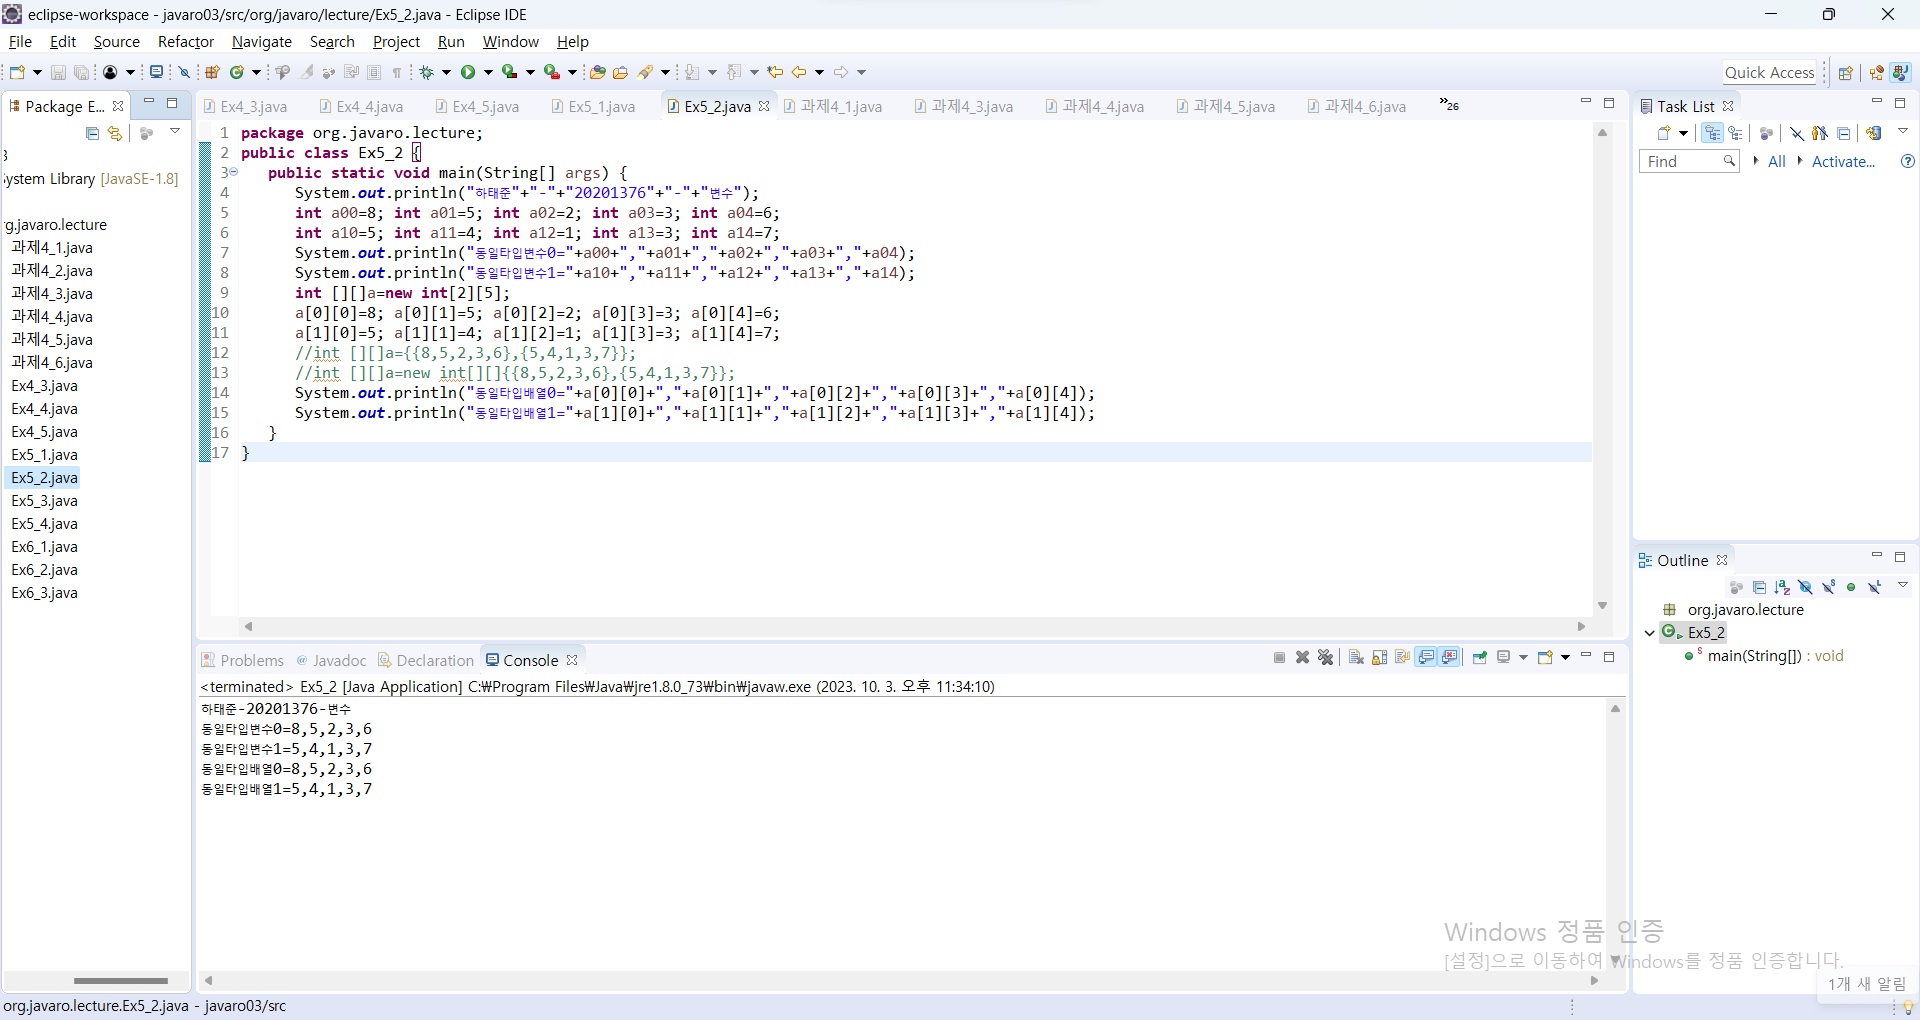 eclipse-workspace - javaro03/src/org/javaro/lecture/Ex5_2.java - Eclipse IDE
File Edit Source Refactor Navigate Search Project Run Window Help
Quick Access
Package E...
3
system Library [JavaSE-1.8]
rg.javaro.lecture
과제4_1.java
과제4_2.java
과제4_3.java
과제4_4.java
과제4_5.java
과제4_6.java
Ex4_3.java
Ex4_4.java
Ex4_5.java
Ex5_1.java
Ex5_2.java
Ex5_3.java
Ex5_4.java
Ex6_1.java
Ex6_2.java
Ex6_3.java
Ex4_3.java Ex4_4.java Ex4_5.java Ex5_1.java Ex5_2.java 과제4_1.java 과제4_3.java 과제4_4.java 과제4_5.java 과제4_6.java »26
1 package org.javaro.lecture;
2 public class Ex5_2 {
3 public static void main(String[] args) {
4 System.out.println("하태준"+"-"+"20201376"+"-"+"변수");
5 int a00=8; int a01=5; int a02=2; int a03=3; int a04=6;
6 int a10=5; int a11=4; int a12=1; int a13=3; int a14=7;
7 System.out.println("동일타입변수0="+a00+","+a01+","+a02+","+a03+","+a04);
8 System.out.println("동일타입변수1="+a10+","+a11+","+a12+","+a13+","+a14);
9 int [][]a=new int[2][5];
10 a[0][0]=8; a[0][1]=5; a[0][2]=2; a[0][3]=3; a[0][4]=6;
11 a[1][0]=5; a[1][1]=4; a[1][2]=1; a[1][3]=3; a[1][4]=7;
12 //int [][]a={{8,5,2,3,6},{5,4,1,3,7}};
13 //int [][]a=new int[][]{{8,5,2,3,6},{5,4,1,3,7}};
14 System.out.println("동일타입배열0="+a[0][0]+","+a[0][1]+","+a[0][2]+","+a[0][3]+","+a[0][4]);
15 System.out.println("동일타입배열1="+a[1][0]+","+a[1][1]+","+a[1][2]+","+a[1][3]+","+a[1][4]);
16 }
17 }
Task List
Find All Activate...
Outline
org.javaro.lecture
Ex5_2
main(String[]) : void
Problems @ Javadoc Declaration Console
<terminated> Ex5_2 [Java Application] C:₩Program Files₩Java₩jre1.8.0_73₩bin₩javaw.exe (2023. 10. 3. 오후 11:34:10)
하태준-20201376-변수
동일타입변수0=8,5,2,3,6
동일타입변수1=5,4,1,3,7
동일타입배열0=8,5,2,3,6
동일타입배열1=5,4,1,3,7
Windows 정품 인증
[설정]으로 이동하여 Windows를 정품 인증합니다.
1개 새 알림
org.javaro.lecture.Ex5_2.java - javaro03/src